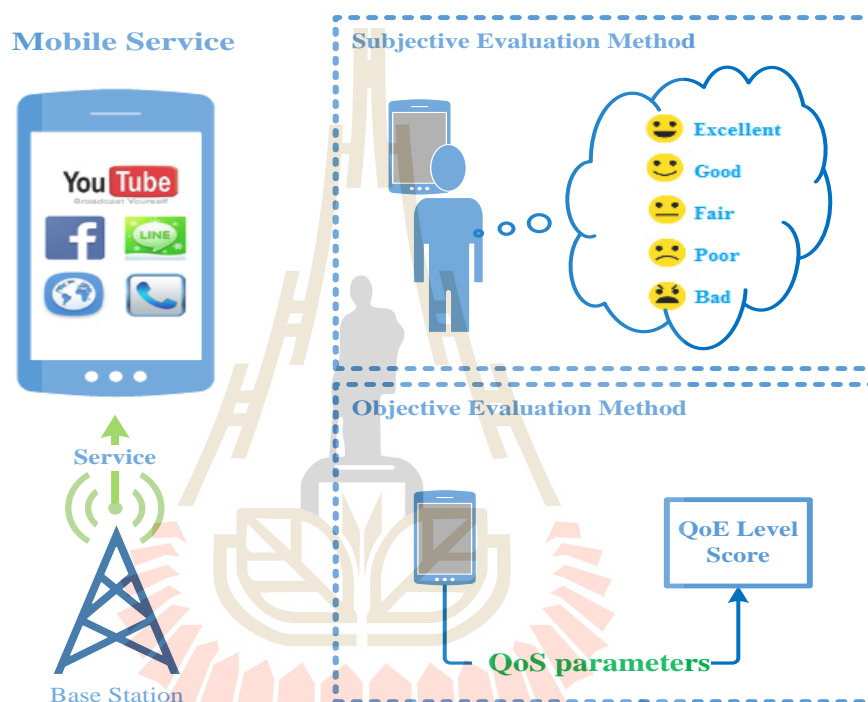 Mobile Service
YouTube
Broadcast Yourself
f
LINE
Service
Base Station
Subjective Evaluation Method
Excellent
Good
Fair
Poor
Bad
Objective Evaluation Method
QoE Level
Score
QoS parameters